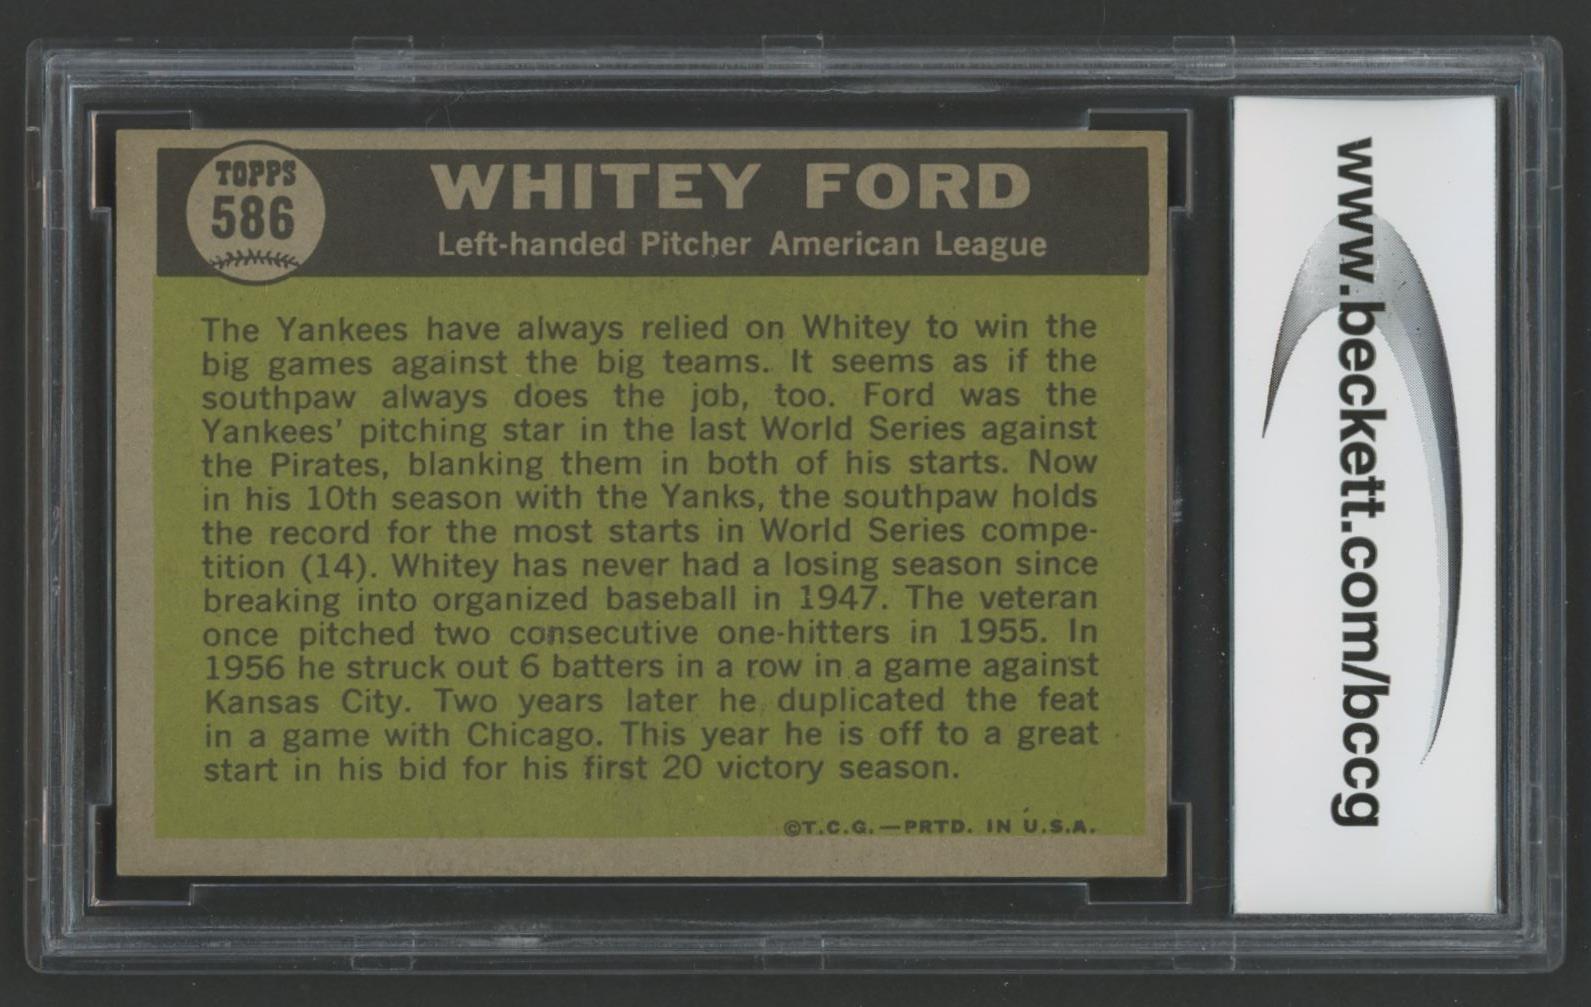 TOPPS
586
WHITEY FORD
Left-handed Pitcher American League
The Yankees have always relied on Whitey to win the
big games against the big teams. It seems as if the
southpaw always does the job, too. Ford was the
Yankees' pitching star in the last World Series against
the Pirates, blanking them in both of his starts. Now
in his 10th season with the Yanks, the southpaw holds
the record for the most starts in World Series compe-
tition (14). Whitey has never had a losing season since
breaking into organized baseball in 1947. The veteran
once pitched two consecutive one-hitters in 1955. In
1956 he struck out 6 batters in a row in a game against
Kansas City. Two years later he duplicated the feat
in a game with Chicago. This year he is off to a great
start in his bid for his first 20 victory season.
©T.C.G.—PRTD. IN U.S.A.
www.beckett.com/bccg